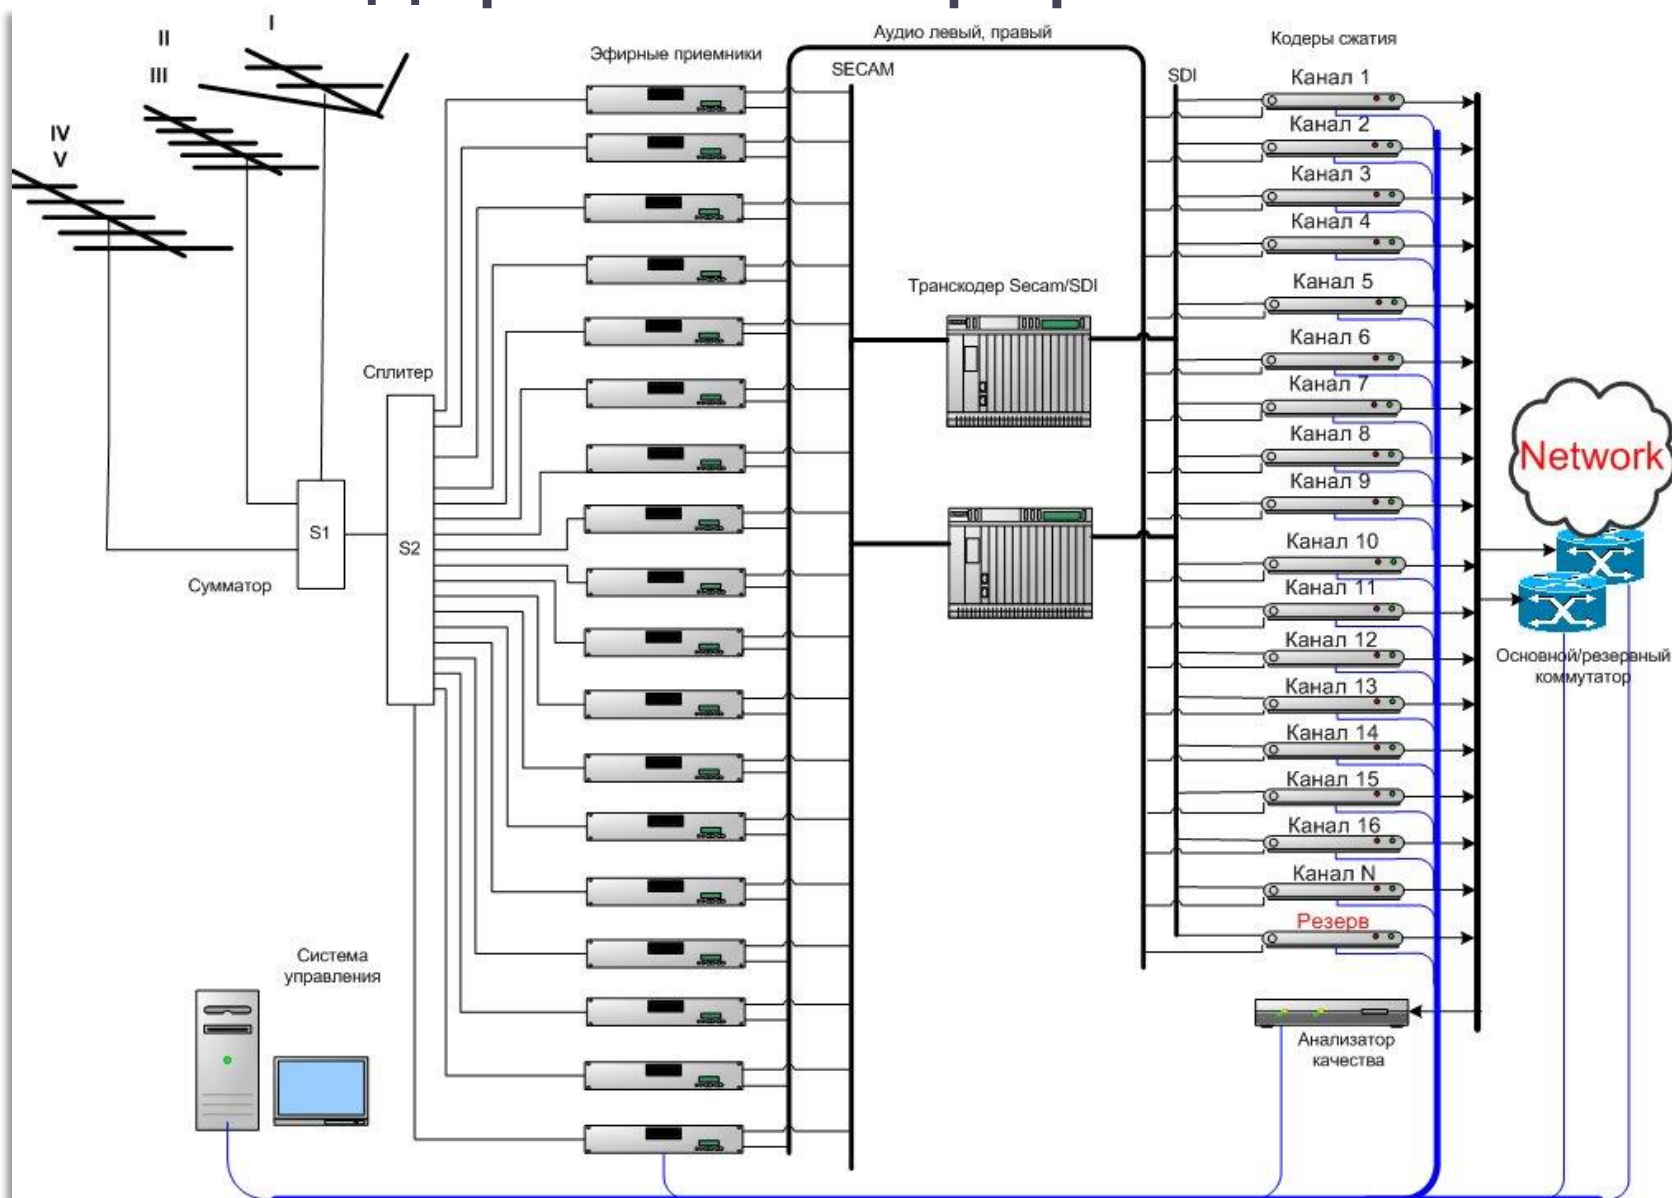 I
II
III
IV
V
Эфирные приемники
Аудио левый, правый
SECAM
SDI
Кодеры сжатия
Канал 1
Канал 2
Канал 3
Канал 4
Канал 5
Канал 6
Канал 7
Канал 8
Канал 9
Канал 10
Канал 11
Канал 12
Канал 13
Канал 14
Канал 15
Канал 16
Канал N
Резерв
Транскодер Secam/SDI
Сплитер
S1
S2
Сумматор
Network
Основной/резервный
коммутатор
Система
управления
Анализатор
качества